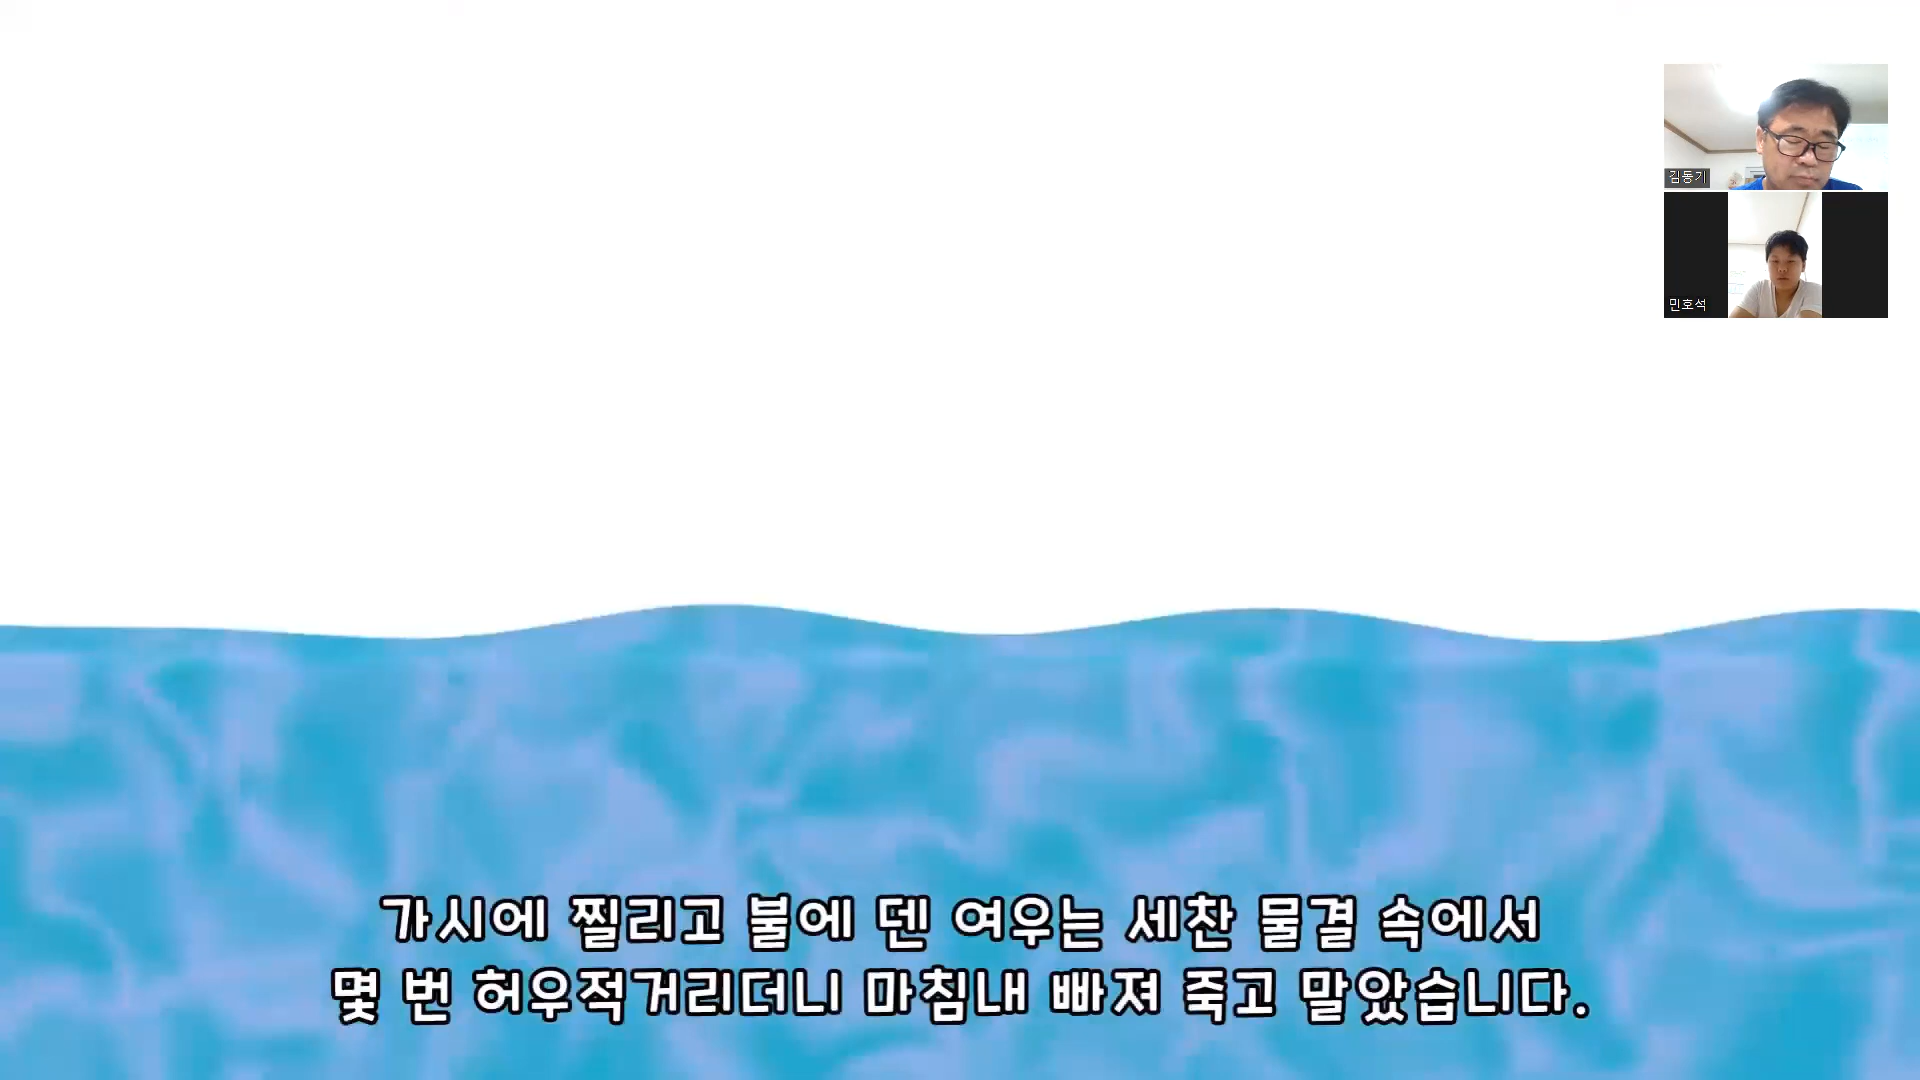 김동기
민호석
가시에 찔리고 불에 덴 여우는 세찬 물결 속에서
몇 번 허우적거리더니 마침내 빠져 죽고 말았습니다.